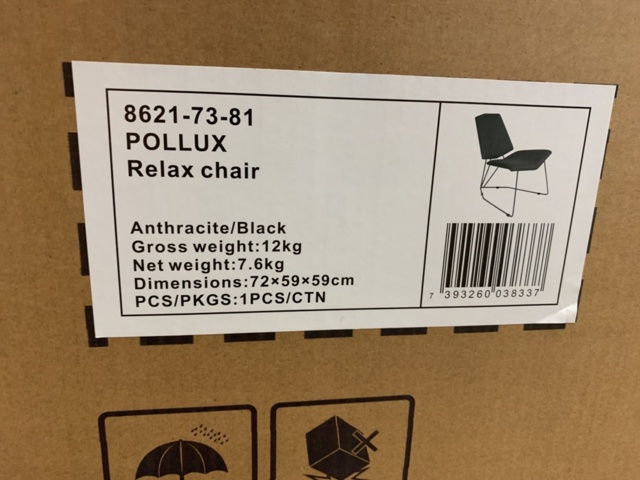 8621-73-81
POLLUX
Relax chair
Anthracite/Black
Gross weight:12kg
Net weight:7.6kg
Dimensions:72×59×59cm
PCS/PKGS:1PCS/CTN
7 393260 038337